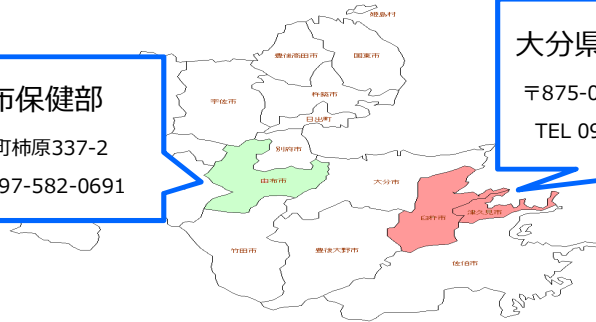 姫島村
大分県
〒875-0
TEL 09
豊後高田市
国東市
宇佐市
杵築市
日出町
市保健部
町柿原337-2
97-582-0691
別府市
由布市
大分市
臼杵市
津久見市
竹田市
豊後大野市
佐伯市